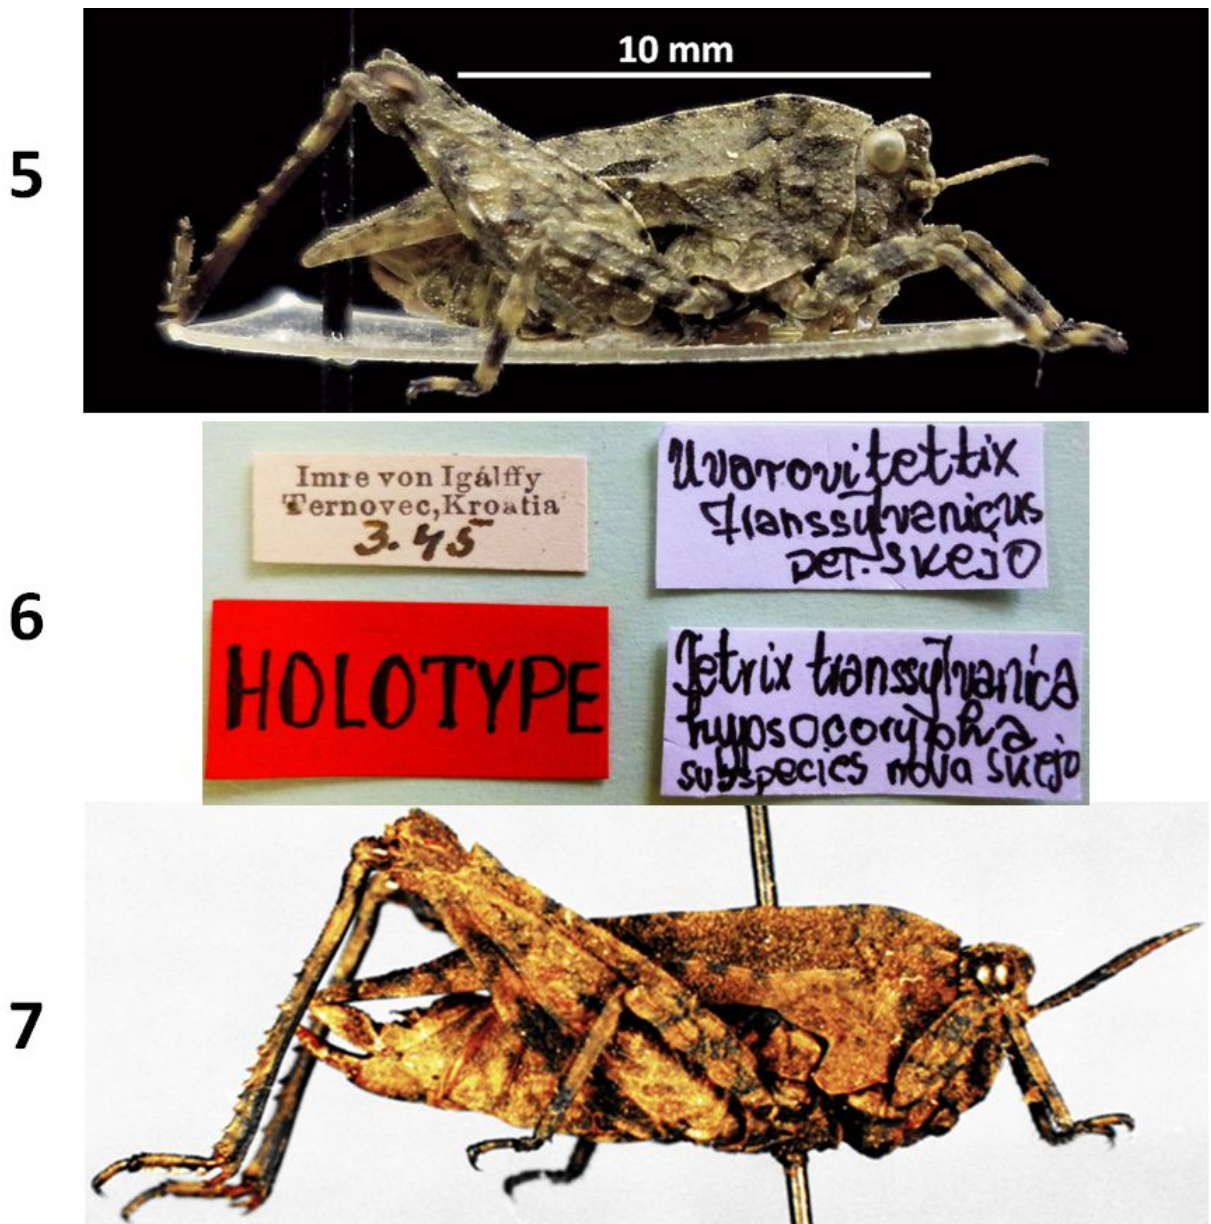 10 mm
5
6
Imre von Igálffy
Ternovec, Kroatia
3.45
Uvorovitettix
Transsylvanicus
DET. SKEJO
HOLOTYPE
Tetrix transsylvanica
hypsocorypha
subspecies nova Skejo
7